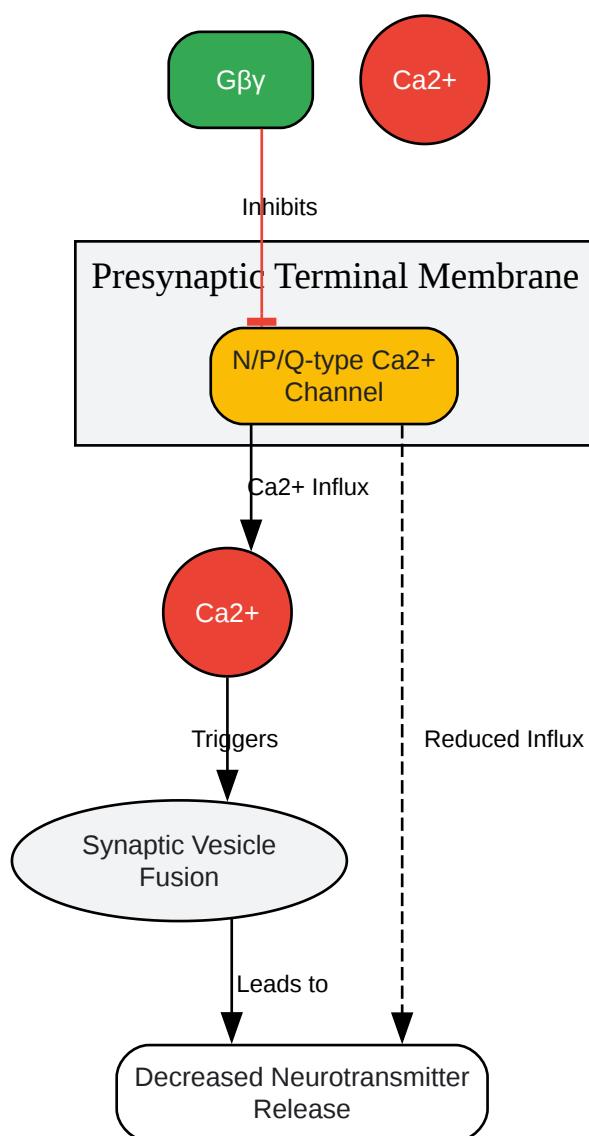 Gβγ
Ca2+
Inhibits
Presynaptic Terminal Membrane
N/P/Q-type Ca2+
Channel
Ca2+ Influx
Ca2+
Triggers
Reduced Influx
Synaptic Vesicle
Fusion
Leads to
Decreased Neurotransmitter
Release